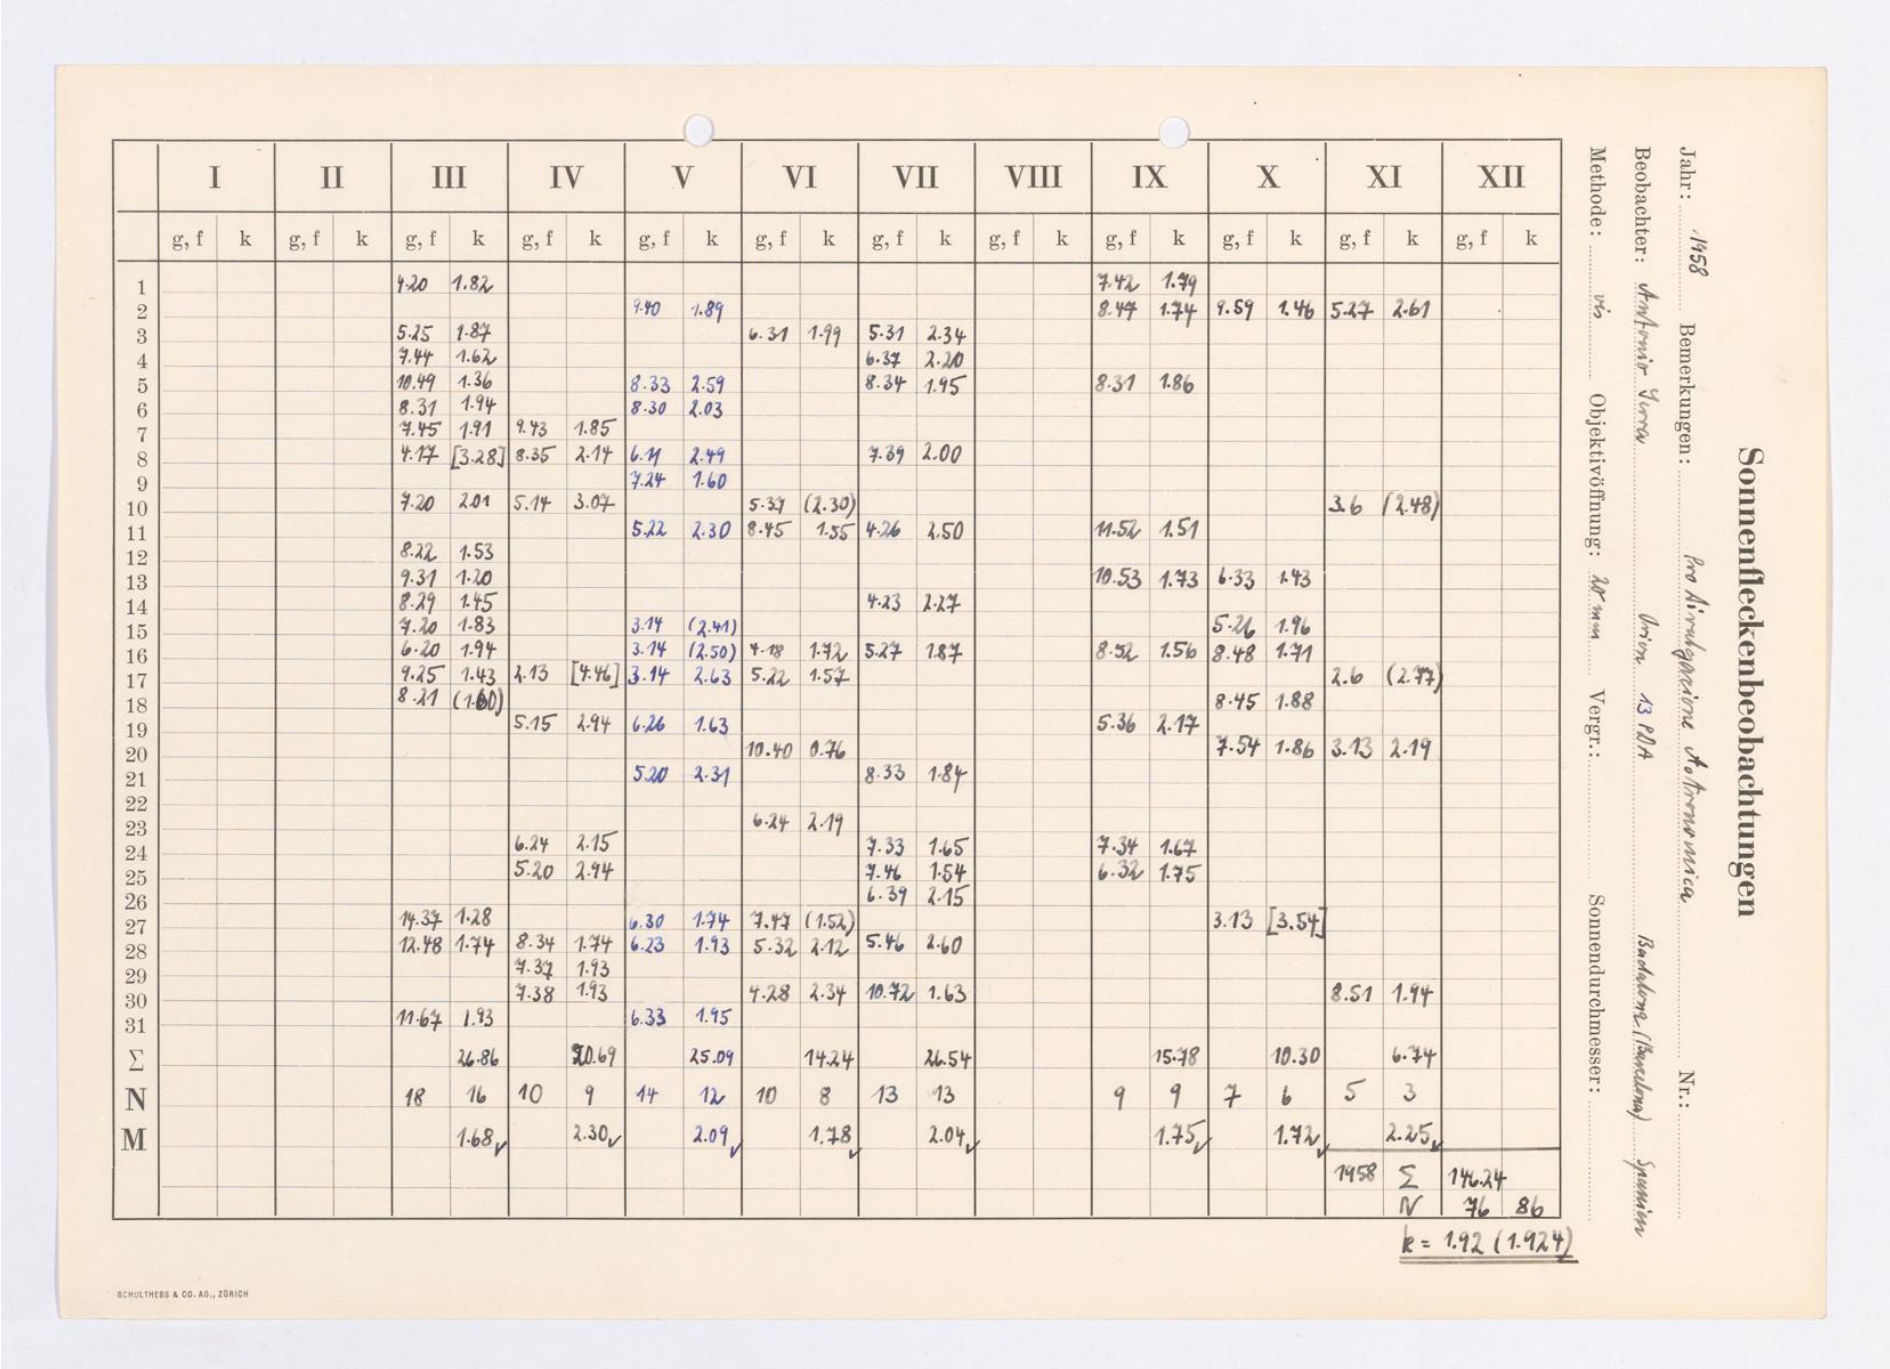 I II III IV V VI VII VIII IX X XI XII
g, f k g, f k g, f k g, f k g, f k g, f k g, f k g, f k g, f k g, f k g, f k g, f k
1 4.20 1.82 7.42 1.79
2 9.40 1.89 8.47 1.74 9.59 1.46 5.27 2.61
3 5.25 1.87 6.31 1.99 5.31 2.34
4 7.44 1.62 6.37 2.20
5 10.49 1.36 8.33 2.59 8.34 1.95 8.31 1.86
6 8.31 1.94 8.30 2.03
7 7.45 1.91 9.43 1.85
8 4.17 [3.28] 8.35 2.14 6.11 2.49 7.39 2.00
9 7.24 1.60
10 7.20 2.01 5.14 3.07 5.37 (2.30) 3.6 (2.48)
11 5.22 2.30 8.45 1.55 4.26 2.50 11.52 1.51
12 8.22 1.53
13 9.31 1.20 10.53 1.73 6.33 1.43
14 8.29 1.45 4.23 2.27
15 7.20 1.83 3.14 (2.41) 5.26 1.96
16 6.20 1.94 3.14 (2.50) 4.18 1.72 5.27 1.87 8.52 1.56 8.48 1.71
17 9.25 1.43 2.13 [4.46] 3.14 2.63 5.22 1.57 2.6 (2.77)
18 8.21 (1.60) 8.45 1.88
19 5.15 2.94 6.26 1.63 5.36 2.17
20 10.40 0.76 7.54 1.86 3.13 2.19
21 5.20 2.31 8.33 1.84
22
23 6.24 2.19
24 6.24 2.15 7.33 1.65 7.34 1.67
25 5.20 2.94 7.46 1.54 6.32 1.75
26 6.39 2.15
27 14.37 1.28 6.30 1.74 7.47 (1.52) 3.13 [3.54]
28 12.48 1.74 8.34 1.74 6.23 1.93 5.32 2.12 5.46 2.60
29 7.37 1.93
30 7.38 1.93 4.28 2.34 10.72 1.63 8.51 1.94
31 11.67 1.93 6.33 1.95
Σ 26.86 20.69 25.09 14.24 26.54 15.78 10.30 6.74
N 18 16 10 9 14 12 10 8 13 13 9 9 7 6 5 3
M 1.68✓ 2.30✓ 2.09✓ 1.78✓ 2.04✓ 1.75✓ 1.72✓ 2.25✓
1958 Σ 146.24
N 76 86
k = 1.92 (1.924)
SCHULTHESS & CO. AG., ZÜRICH
Sonnenfleckenbeobachtungen
Jahr: 1958 Bemerkungen: Astronomica Nr.:
Beobachter: Antonio Orion 13 PDA Badalona (Barcelona) Spanien
Methode: vis Objektivöffnung: 20 mm Vergr.: Sonnendurchmesser: